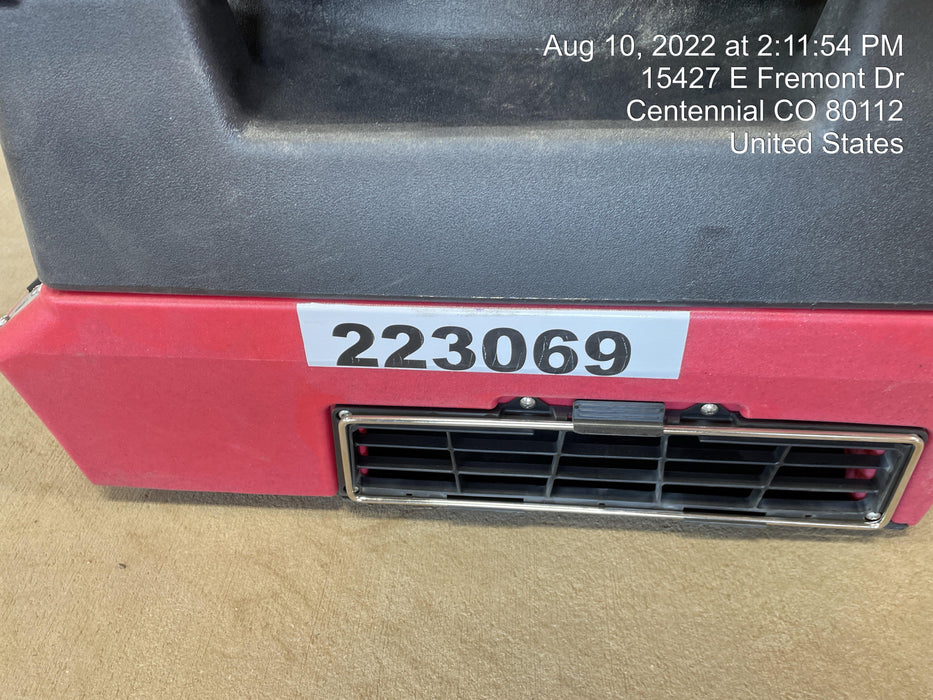 Aug 10, 2022 at 2:11:54 PM
15427 E Fremont Dr
Centennial CO 80112
United States
223069